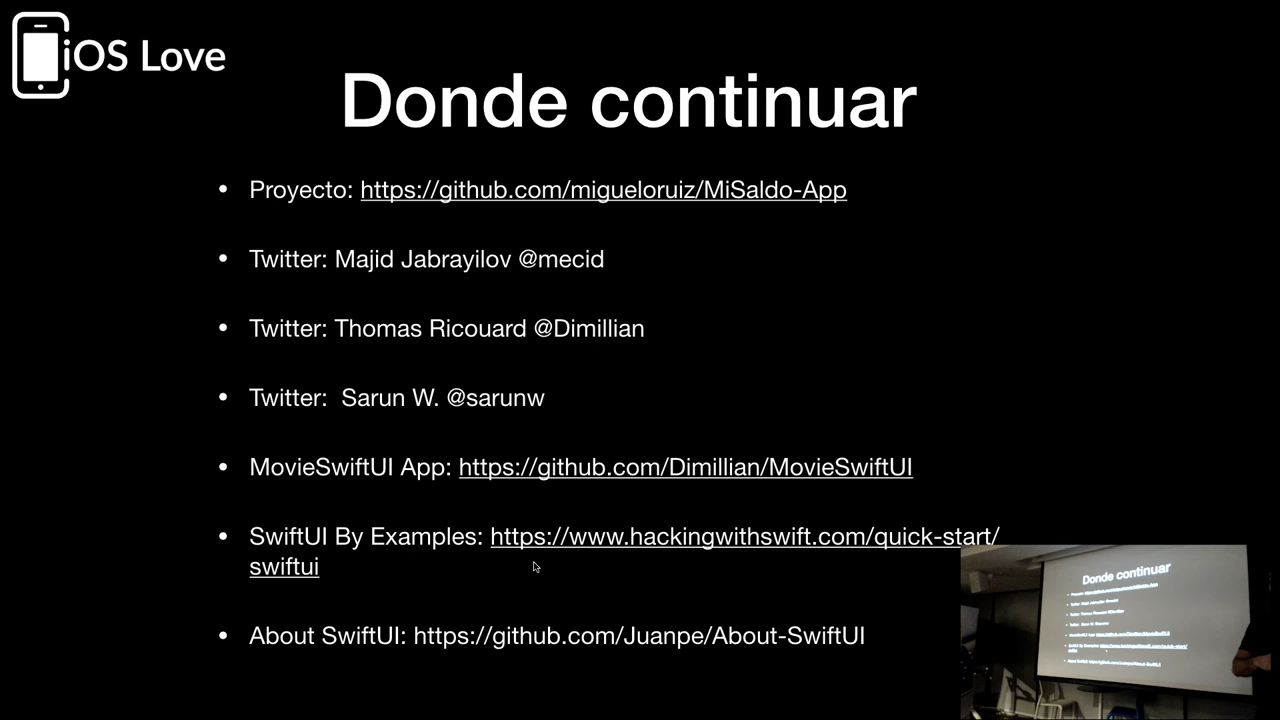 iOS Love
Donde continuar
• Proyecto: https://github.com/migueloruiz/MiSaldo-App
• Twitter: Majid Jabrayilov @mecid
• Twitter: Thomas Ricouard @Dimillian
• Twitter:  Sarun W. @sarunw
• MovieSwiftUI App: https://github.com/Dimillian/MovieSwiftUI
• SwiftUI By Examples: https://www.hackingwithswift.com/quick-start/
swiftui
• About SwiftUI: https://github.com/Juanpe/About-SwiftUI
Donde continuar